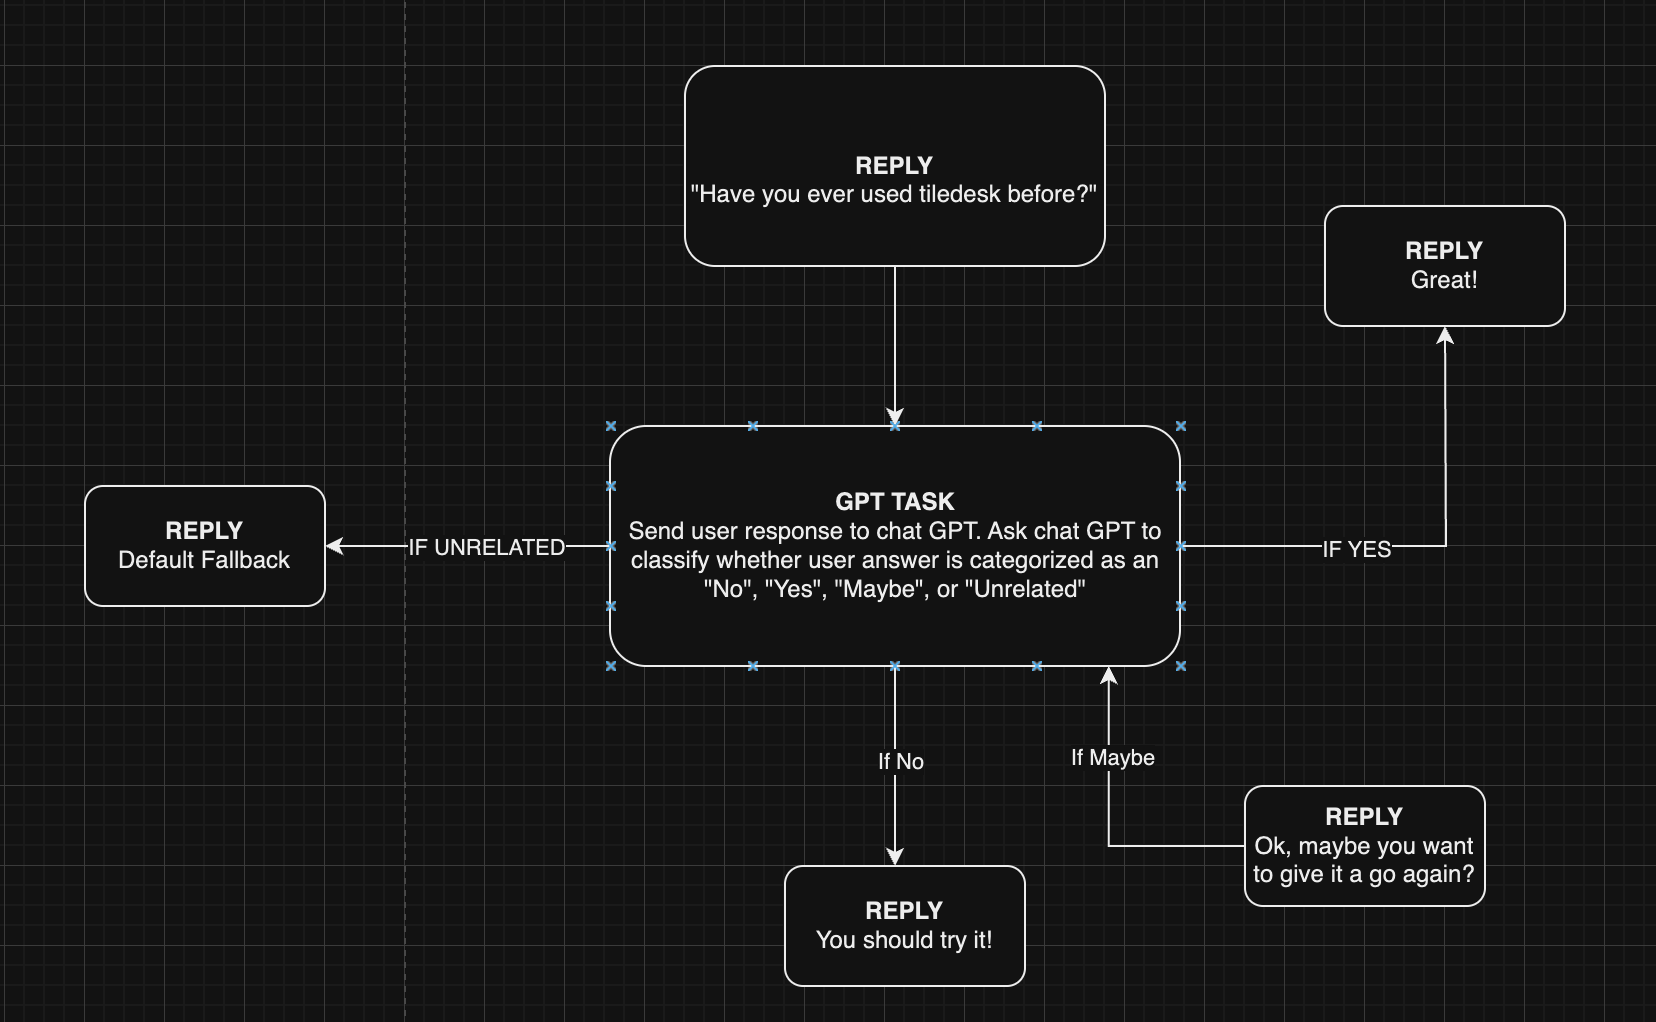 REPLY
"Have you ever used tiledesk before?"
REPLY
Great!
GPT TASK
Send user response to chat GPT. Ask chat GPT to
classify whether user answer is categorized as an
"No", "Yes", "Maybe", or "Unrelated"
REPLY
Default Fallback
IF UNRELATED
IF YES
If No
If Maybe
REPLY
Ok, maybe you want
to give it a go again?
REPLY
You should try it!